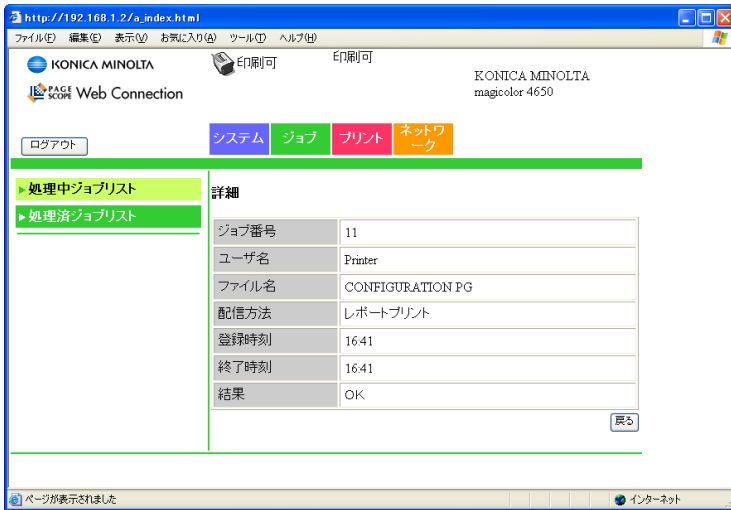 http://192.168.1.2/a_index.html
ファイル(F) 編集(E) 表示(V) お気に入り(A) ツール(T) ヘルプ(H)
KONICA MINOLTA
印刷可
印刷可
KONICA MINOLTA
magicolor 4650
PAGE SCOPE Web Connection
ログアウト
システム
ジョブ
プリント
ネットワ
ーク
処理中ジョブリスト
処理済ジョブリスト
詳細
ジョブ番号 11
ユーザ名 Printer
ファイル名 CONFIGURATION PG
配信方法 レポートプリント
登録時刻 16:41
終了時刻 16:41
結果 OK
戻る
ページが表示されました
インターネット